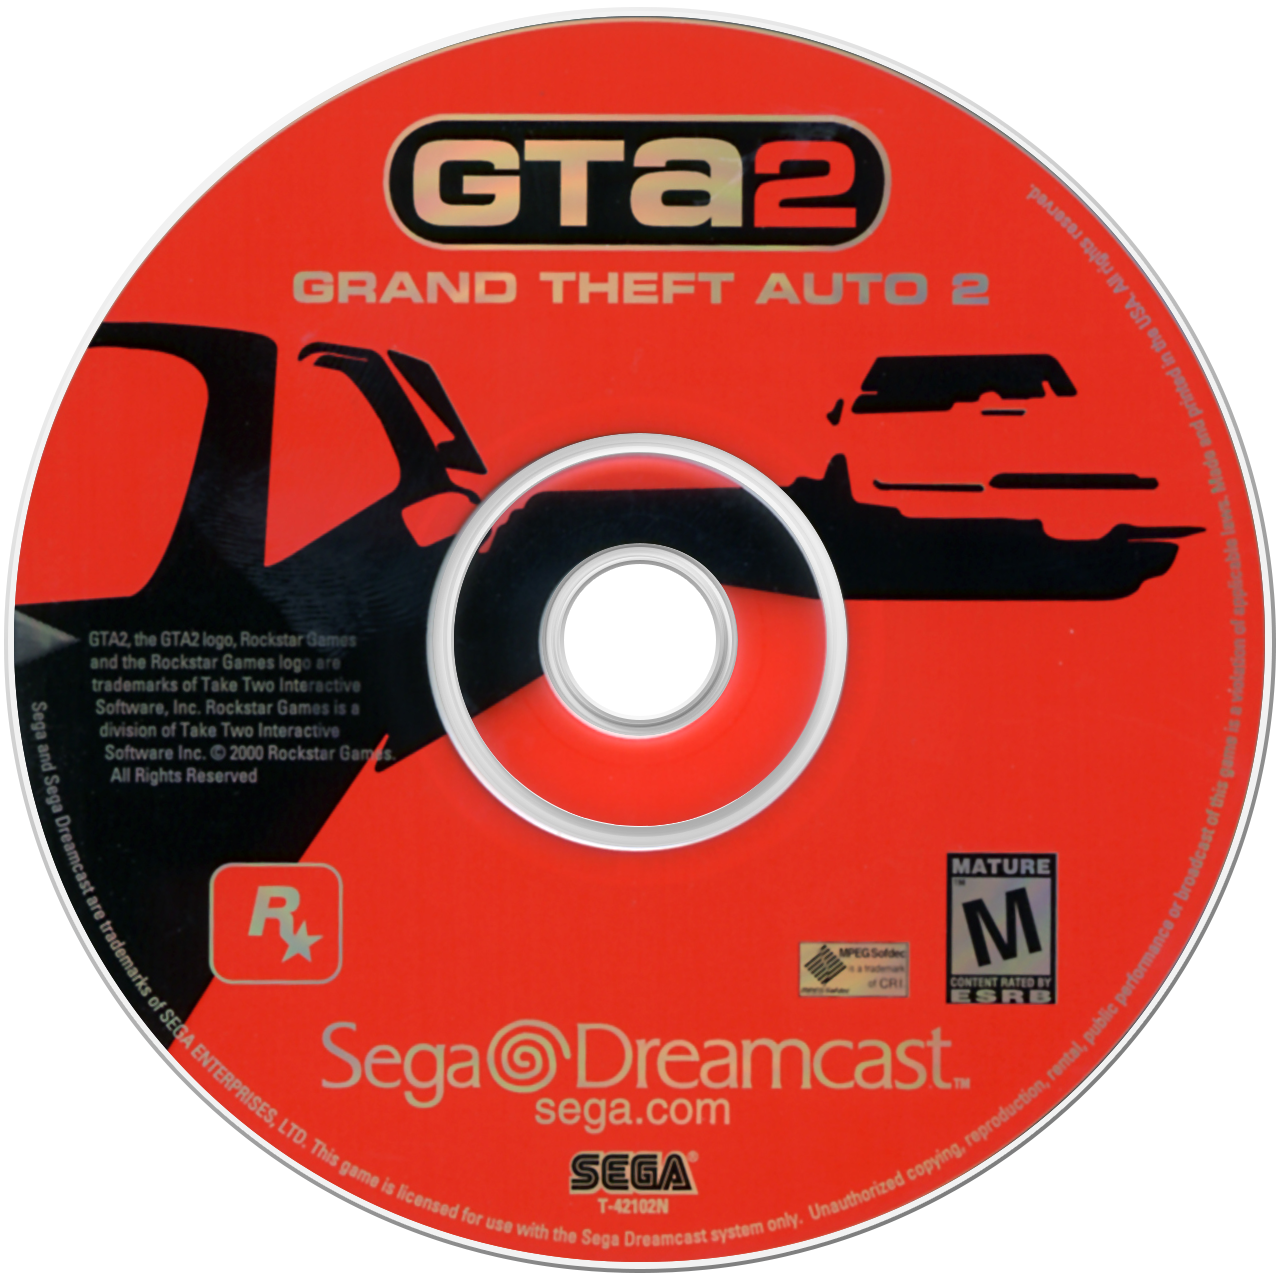 GTa2
GRAND THEFT AUTO 2
GTA2, the GTA2 logo, Rockstar Games
and the Rockstar Games logo are
trademarks of Take Two Interactive
Software, Inc. Rockstar Games is a
division of Take Two Interactive
Software Inc. © 2000 Rockstar Games.
All Rights Reserved
R
MATURE
TM
M
CONTENT RATED BY
ESRB
MPEG Sofdec
is a trademark
of CRI
Sega Dreamcast™
sega.com
SEGA®
T-42102N
Sega and Sega Dreamcast are trademarks of SEGA ENTERPRISES, LTD. This game is licensed for use with the Sega Dreamcast system only. Unauthorized copying, reproduction, rental, public performance or broadcast of this game is a violation of applicable laws. Made and printed in the USA. All rights reserved.